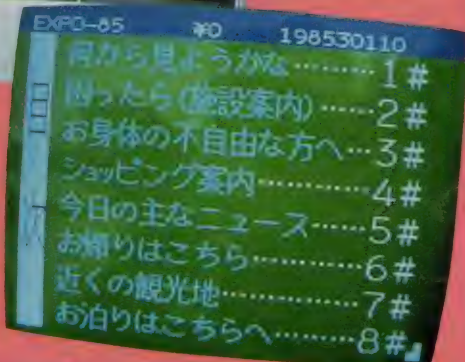 EXPO-85 ¥0 198530110
目次
何から見ようかな………1#
困ったら(施設案内)……2#
お身体の不自由な方へ…3#
ショッピング案内…………4#
今日の主なニュース……5#
お帰りはこちら……………6#
近くの観光地………………7#
お泊りはこちらへ…………8#